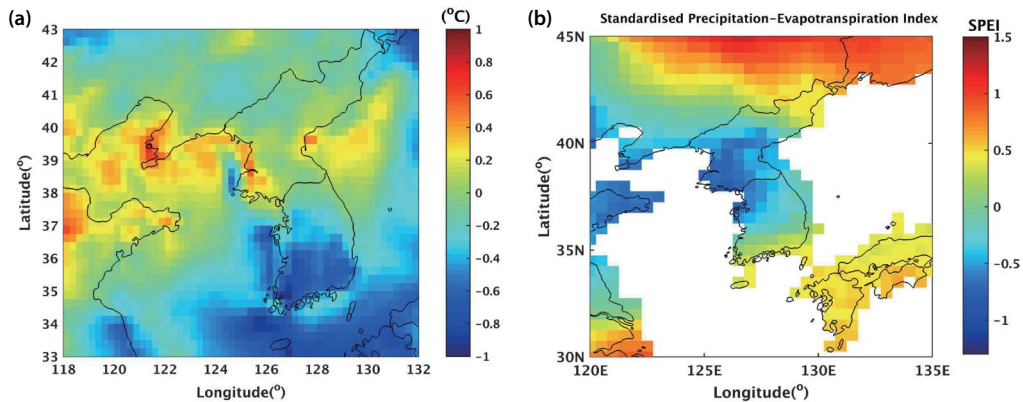 (a)
(°C)
43
42
41
40
39
38
37
36
35
34
33
Latitude(°)
118 120 122 124 126 128 130 132
Longitude(°)
1
0.8
0.6
0.4
0.2
0
-0.2
-0.4
-0.6
-0.8
-1
(b)
Standardised Precipitation-Evapotranspiration Index
SPEI
45N
40N
35N
30N
Latitude(°)
120E 125E 130E 135E
Longitude(°)
1.5
1
0.5
0
-0.5
-1